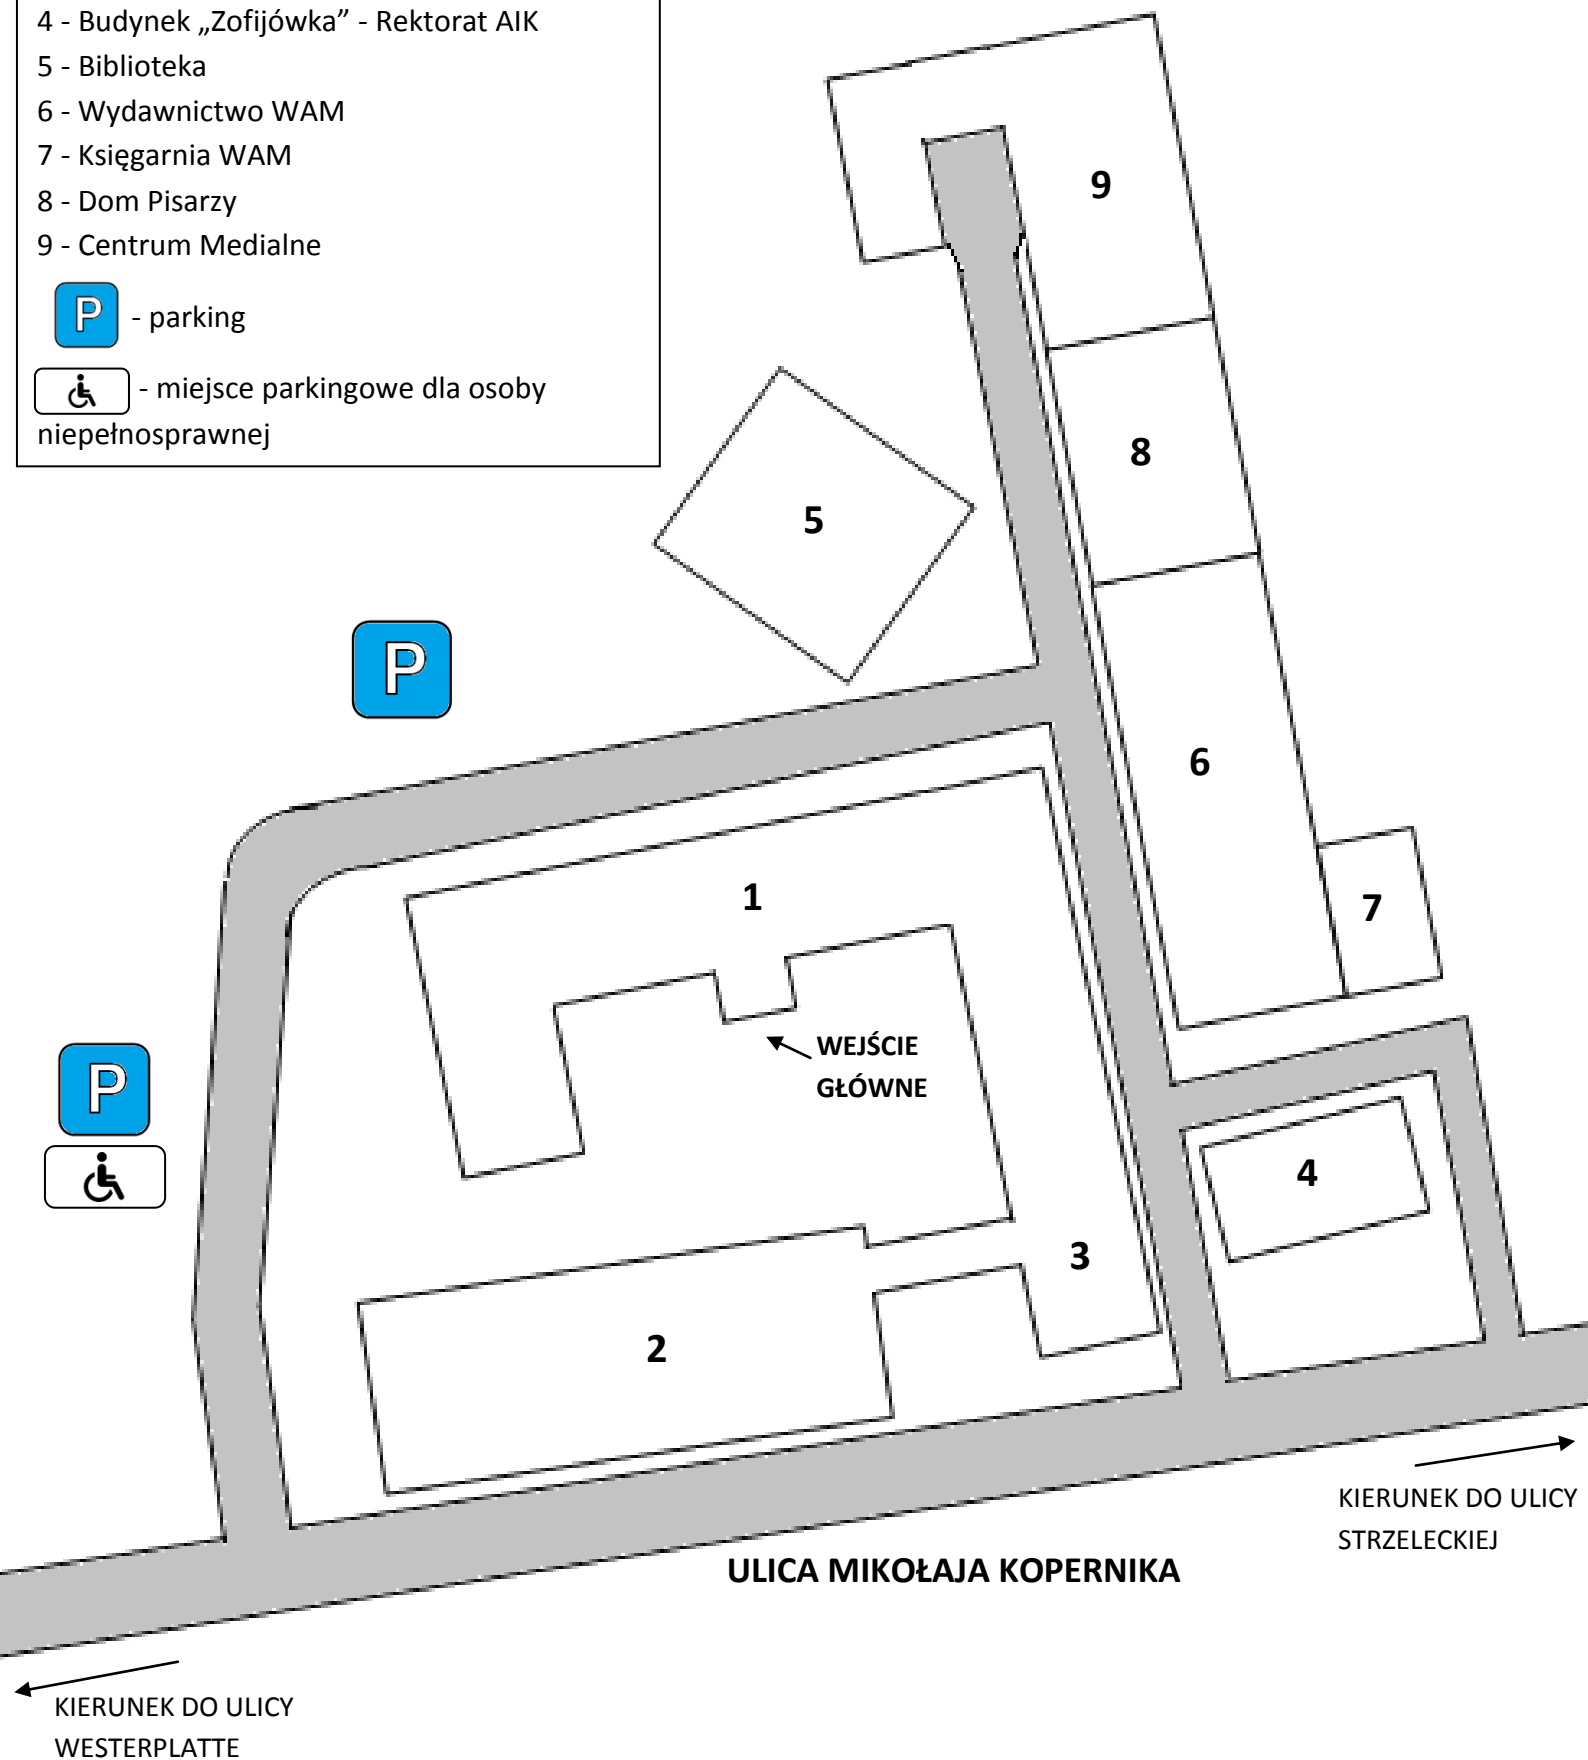 4 - Budynek „Zofijówka” - Rektorat AIK
5 - Biblioteka
6 - Wydawnictwo WAM
7 - Księgarnia WAM
8 - Dom Pisarzy
9 - Centrum Medialne
P - parking
- miejsce parkingowe dla osoby
niepełnosprawnej
9
8
5
P
6
1
7
WEJŚCIE
GŁÓWNE
P
4
3
2
KIERUNEK DO ULICY
STRZELECKIEJ
ULICA MIKOŁAJA KOPERNIKA
KIERUNEK DO ULICY
WESTERPLATTE